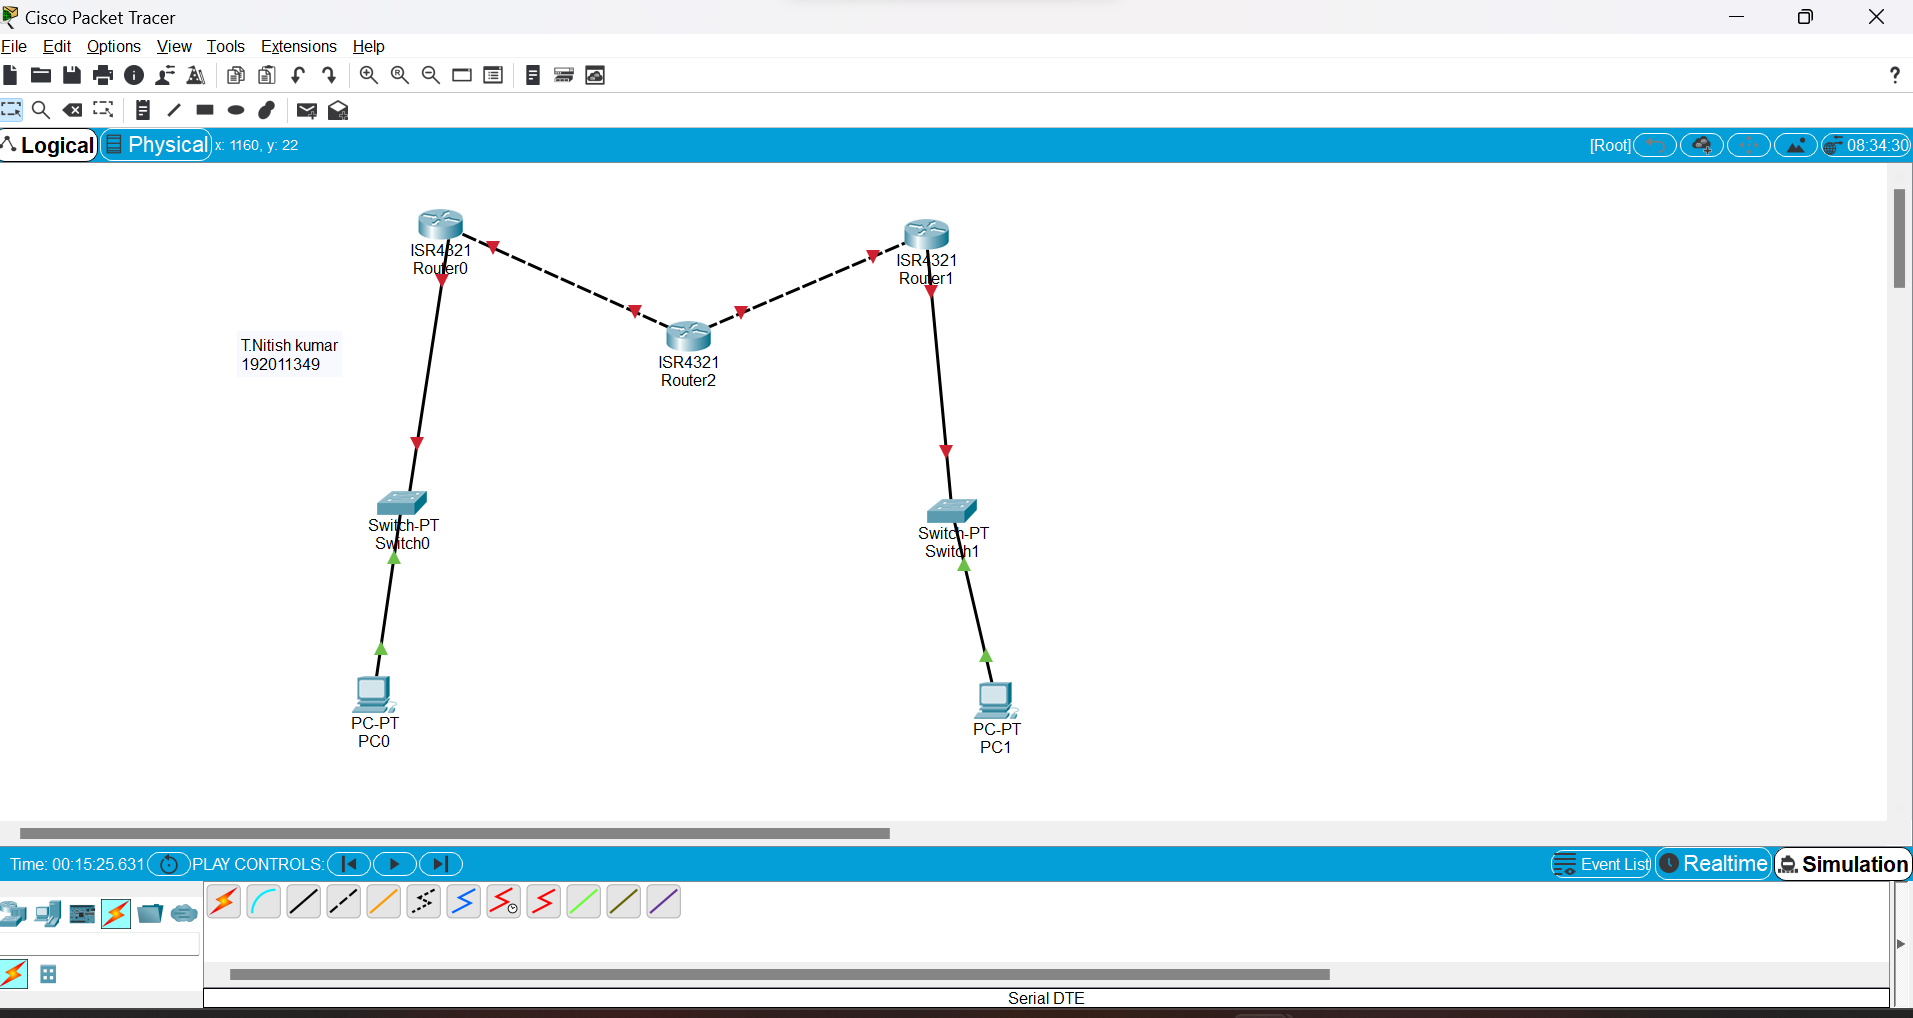 Cisco Packet Tracer
File Edit Options View Tools Extensions Help
?
Logical Physical x: 1160, y: 22 [Root] 08:34:30
ISR4321
Router0
ISR4321
Router1
ISR4321
Router2
T.Nitish kumar
192011349
Switch-PT
Switch0
Switch-PT
Switch1
PC-PT
PC0
PC-PT
PC1
Time: 00:15:25.631 PLAY CONTROLS: Event List Realtime Simulation
Serial DTE